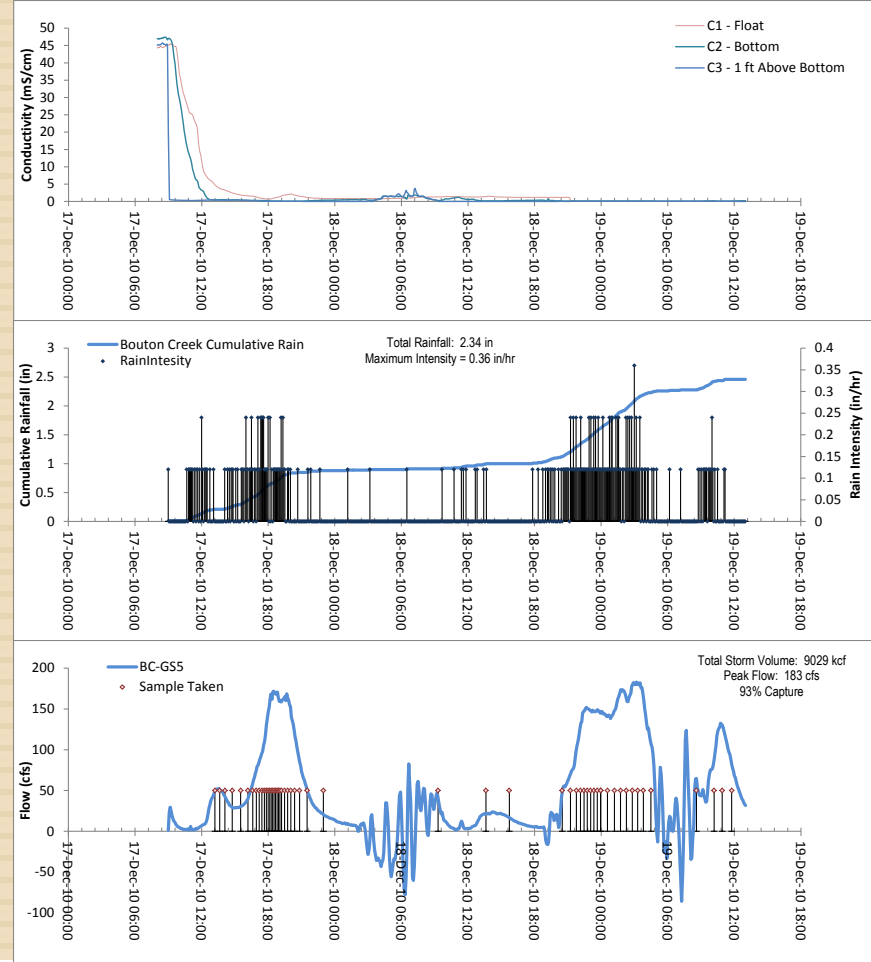 50
45
40
35
30
25
20
15
10
5
0
Conductivity (mS/cm)
C1 - Float
C2 - Bottom
C3 - 1 ft Above Bottom
17-Dec-10 00:00
17-Dec-10 06:00
17-Dec-10 12:00
17-Dec-10 18:00
18-Dec-10 00:00
18-Dec-10 06:00
18-Dec-10 12:00
18-Dec-10 18:00
19-Dec-10 00:00
19-Dec-10 06:00
19-Dec-10 12:00
19-Dec-10 18:00
3
2.5
2
1.5
1
0.5
0
Cumulative Rainfall (in)
Bouton Creek Cumulative Rain
RainIntesity
Total Rainfall: 2.34 in
Maximum Intensity = 0.36 in/hr
0.4
0.35
0.3
0.25
0.2
0.15
0.1
0.05
0
Rain Intensity (in/hr)
17-Dec-10 00:00
17-Dec-10 06:00
17-Dec-10 12:00
17-Dec-10 18:00
18-Dec-10 00:00
18-Dec-10 06:00
18-Dec-10 12:00
18-Dec-10 18:00
19-Dec-10 00:00
19-Dec-10 06:00
19-Dec-10 12:00
19-Dec-10 18:00
200
150
100
50
0
-50
-100
Flow (cfs)
BC-GS5
Sample Taken
Total Storm Volume: 9029 kcf
Peak Flow: 183 cfs
93% Capture
17-Dec-10 00:00
17-Dec-10 06:00
17-Dec-10 12:00
17-Dec-10 18:00
18-Dec-10 00:00
18-Dec-10 06:00
18-Dec-10 12:00
18-Dec-10 18:00
19-Dec-10 00:00
19-Dec-10 06:00
19-Dec-10 12:00
19-Dec-10 18:00